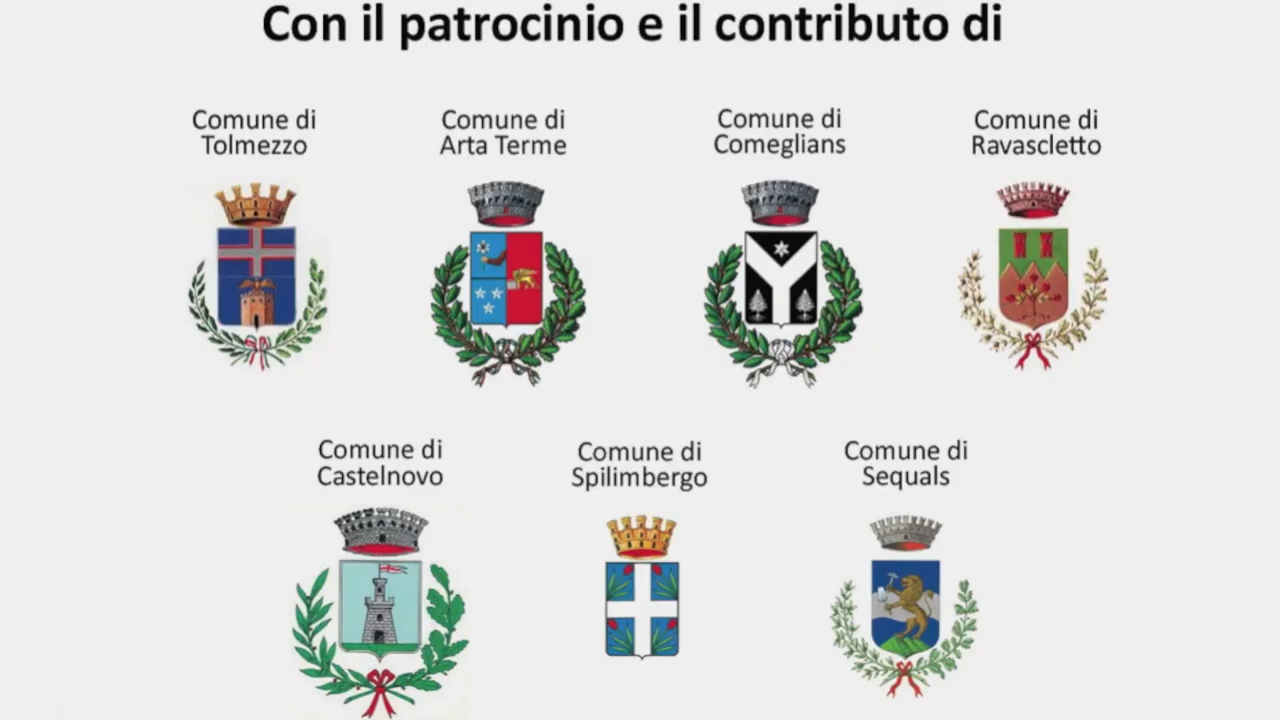 Con il patrocinio e il contributo di
Comune di
Tolmezzo
Comune di
Arta Terme
Comune di
Comeglians
Comune di
Ravascletto
Comune di
Castelnovo
Comune di
Spilimbergo
Comune di
Sequals